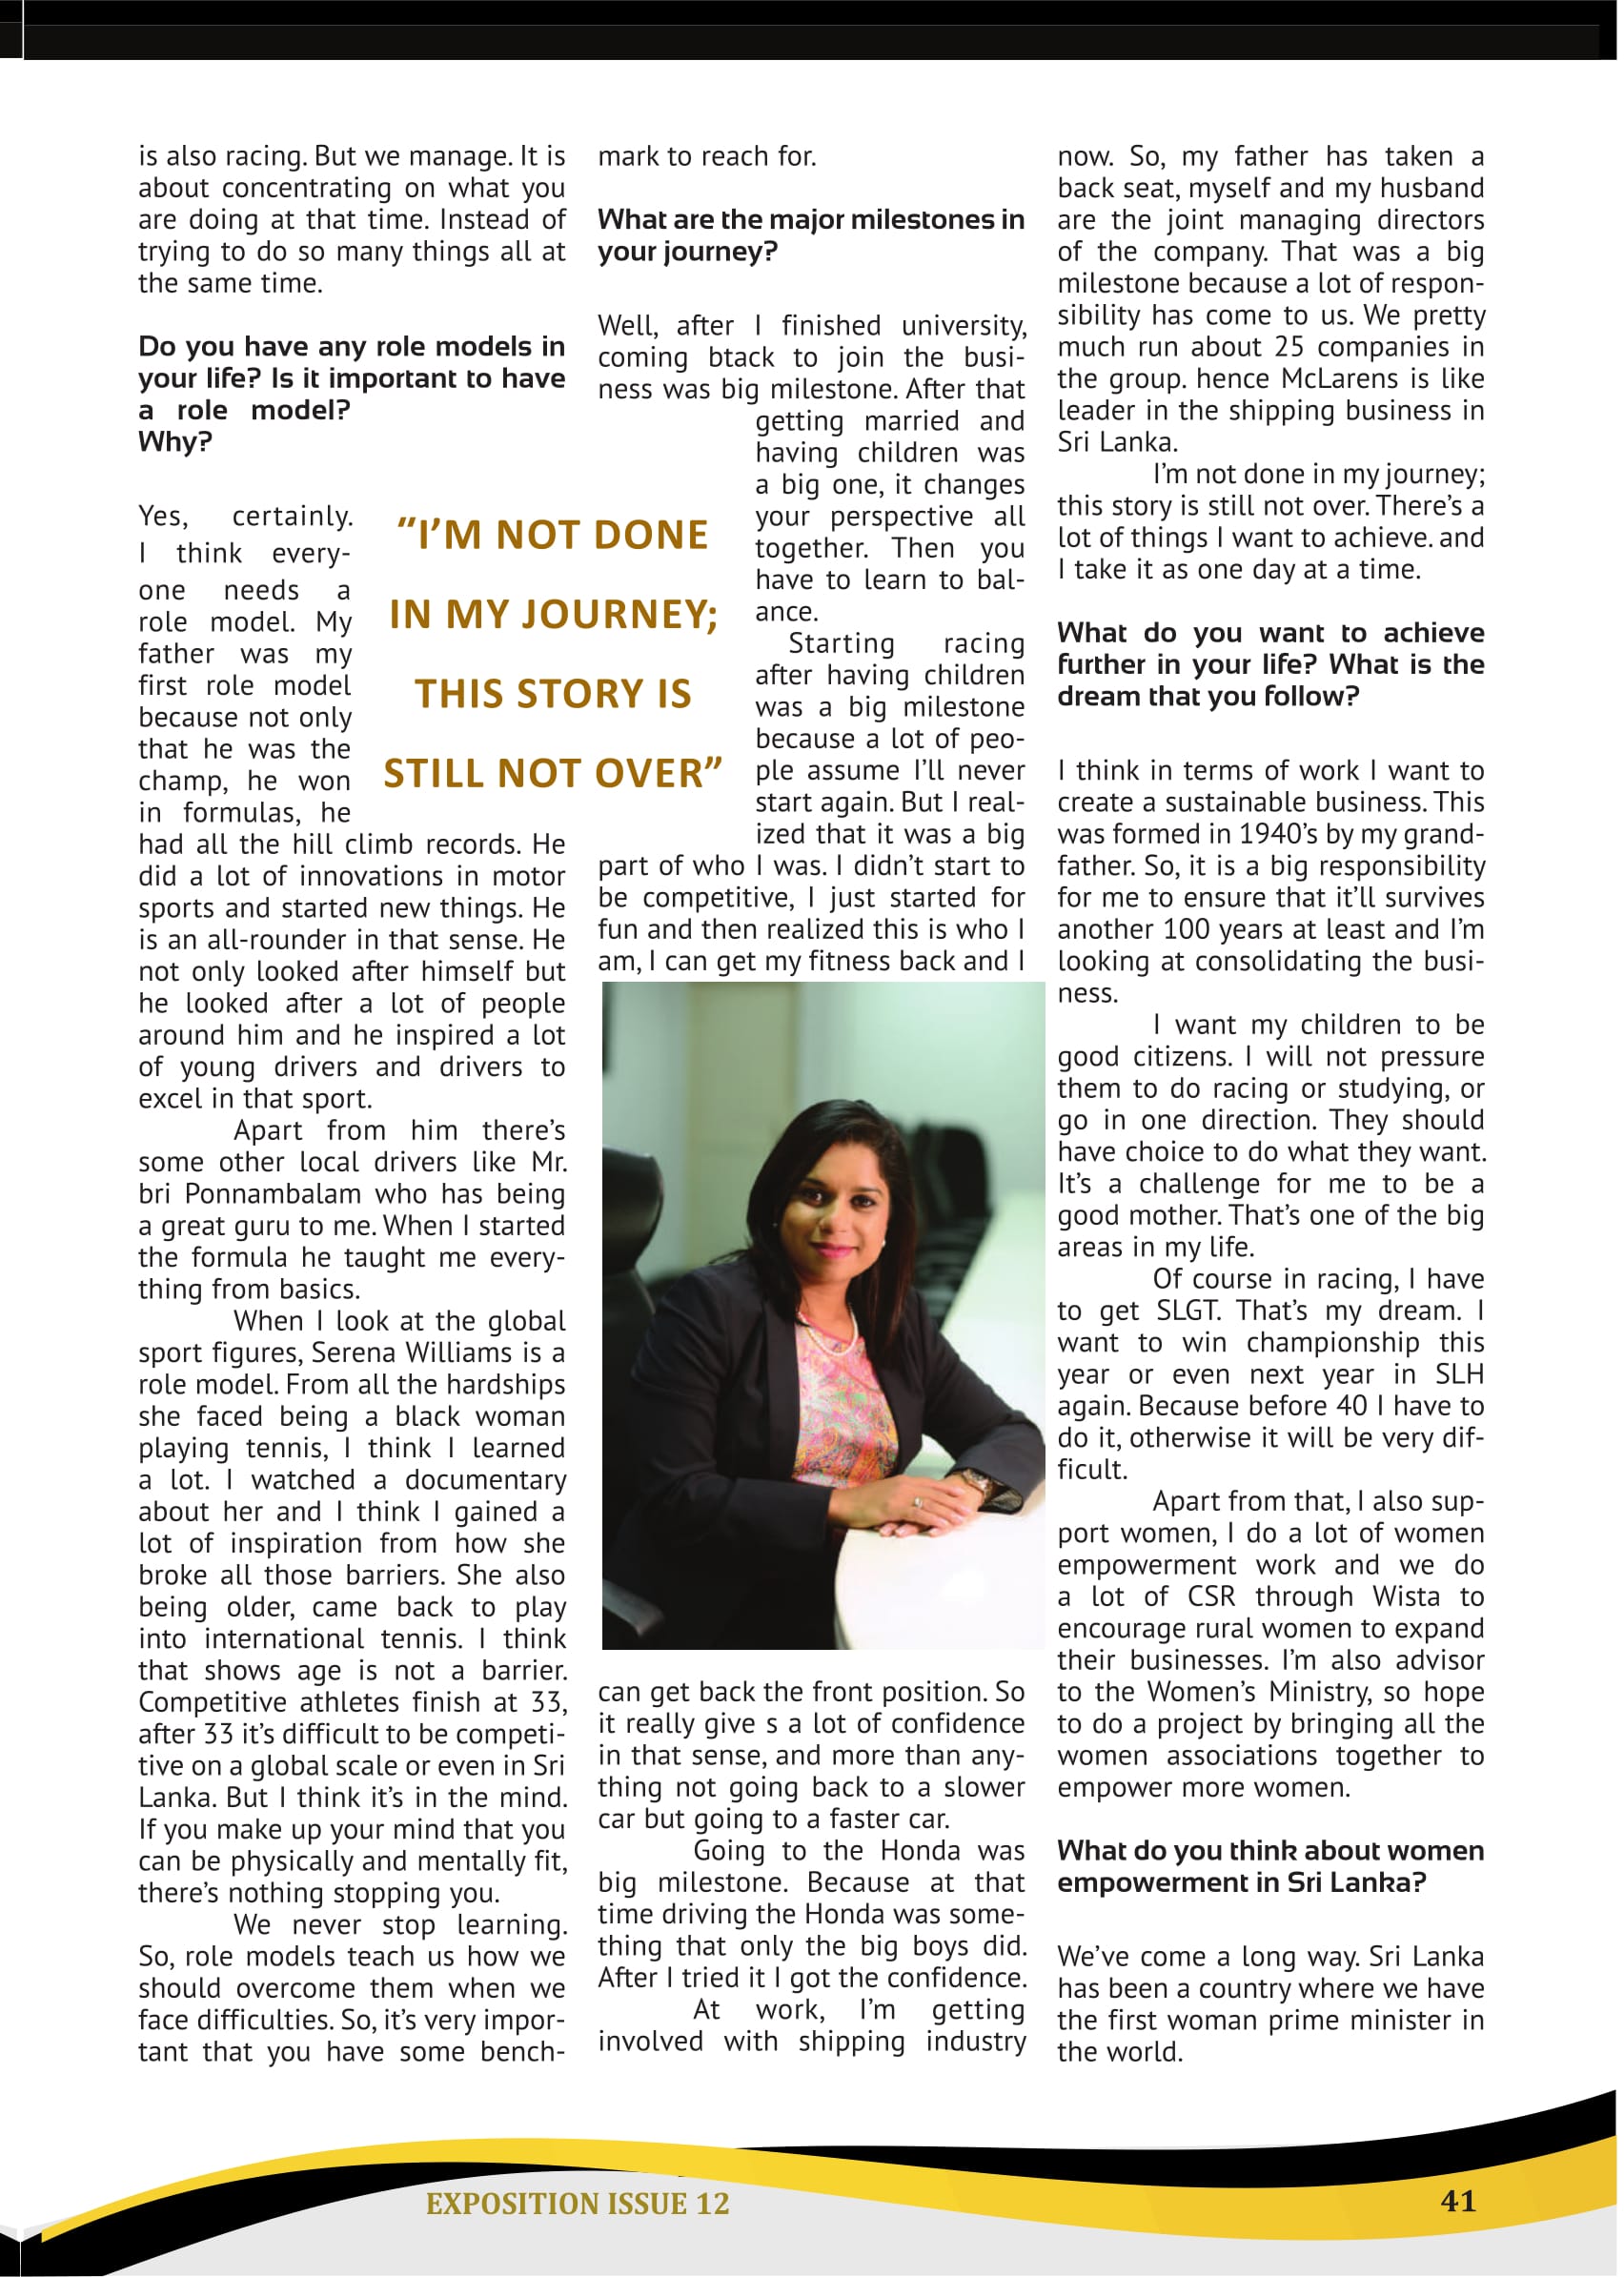 is also racing. But we manage. It is
about concentrating on what you
are doing at that time. Instead of
trying to do so many things all at
the same time.
Do you have any role models in
your life? Is it important to have
a role model?
Why?
Yes, certainly.
I think every-
one needs a
role model. My
father was my
first role model
because not only
that he was the
champ, he won
in formulas, he
had all the hill climb records. He
did a lot of innovations in motor
sports and started new things. He
is an all-rounder in that sense. He
not only looked after himself but
he looked after a lot of people
around him and he inspired a lot
of young drivers and drivers to
excel in that sport.
Apart from him there's
some other local drivers like Mr.
bri Ponnambalam who has being
a great guru to me. When I started
the formula he taught me every-
thing from basics.
When I look at the global
sport figures, Serena Williams is a
role model. From all the hardships
she faced being a black woman
playing tennis, I think I learned
a lot. I watched a documentary
about her and I think I gained a
lot of inspiration from how she
broke all those barriers. She also
being older, came back to play
into international tennis. I think
that shows age is not a barrier.
Competitive athletes finish at 33,
after 33 it's difficult to be competi-
tive on a global scale or even in Sri
Lanka. But I think it's in the mind.
If you make up your mind that you
can be physically and mentally fit,
there's nothing stopping you.
We never stop learning.
So, role models teach us how we
should overcome them when we
face difficulties. So, it's very impor-
tant that you have some bench-
"I'M NOT DONE
IN MY JOURNEY;
THIS STORY IS
STILL NOT OVER"
mark to reach for.
What are the major milestones in
your journey?
Well, after I finished university,
coming btack to join the busi-
ness was big milestone. After that
getting married and
having children was
a big one, it changes
your perspective all
together. Then you
have to learn to bal-
ance.
Starting racing
after having children
was a big milestone
because a lot of peo-
ple assume I'll never
start again. But I real-
ized that it was a big
part of who I was. I didn't start to
be competitive, I just started for
fun and then realized this is who I
am, I can get my fitness back and I
can get back the front position. So
it really give s a lot of confidence
in that sense, and more than any-
thing not going back to a slower
car but going to a faster car.
Going to the Honda was
big milestone. Because at that
time driving the Honda was some-
thing that only the big boys did.
After I tried it I got the confidence.
At work, I'm getting
involved with shipping industry
now. So, my father has taken a
back seat, myself and my husband
are the joint managing directors
of the company. That was a big
milestone because a lot of respon-
sibility has come to us. We pretty
much run about 25 companies in
the group. hence McLarens is like
leader in the shipping business in
Sri Lanka.
I'm not done in my journey;
this story is still not over. There's a
lot of things I want to achieve. and
I take it as one day at a time.
What do you want to achieve
further in your life? What is the
dream that you follow?
I think in terms of work I want to
create a sustainable business. This
was formed in 1940's by my grand-
father. So, it is a big responsibility
for me to ensure that it'll survives
another 100 years at least and I'm
looking at consolidating the busi-
ness.
I want my children to be
good citizens. I will not pressure
them to do racing or studying, or
go in one direction. They should
have choice to do what they want.
It's a challenge for me to be a
good mother. That's one of the big
areas in my life.
Of course in racing, I have
to get SLGT. That's my dream. I
want to win championship this
year or even next year in SLH
again. Because before 40 I have to
do it, otherwise it will be very dif-
ficult.
Apart from that, I also sup-
port women, I do a lot of women
empowerment work and we do
a lot of CSR through Wista to
encourage rural women to expand
their businesses. I'm also advisor
to the Women's Ministry, so hope
to do a project by bringing all the
women associations together to
empower more women.
What do you think about women
empowerment in Sri Lanka?
We've come a long way. Sri Lanka
has been a country where we have
the first woman prime minister in
the world.
EXPOSITION ISSUE 12
41